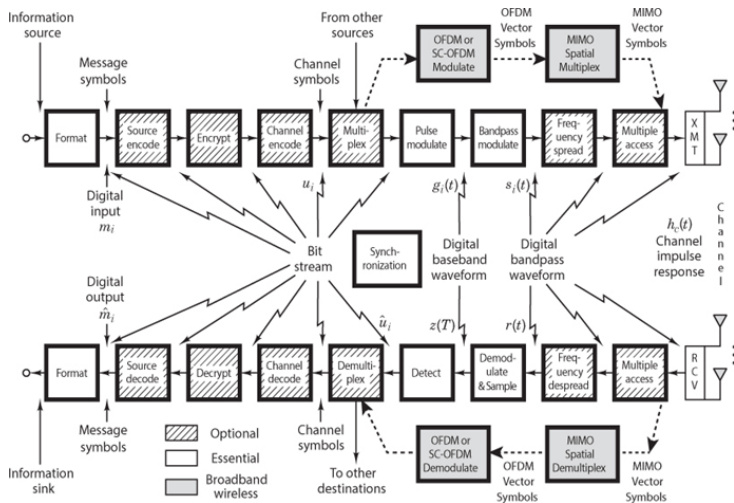 Information
source
Message
symbols
From other
sources
Channel
symbols
OFDM or
SC-OFDM
Modulate
OFDM
Vector
Symbols
MIMO
Spatial
Multiplex
MIMO
Vector
Symbols
Format
Source
encode
Encrypt
Channel
encode
Multi-
plex
Pulse
modulate
Bandpass
modulate
Freq-
uency
spread
Multiple
access
X
M
T
Digital
input
mᵢ
uᵢ
gᵢ(t)
sᵢ(t)
Bit
stream
Synch-
ronization
Digital
baseband
waveform
Digital
bandpass
waveform
h_c(t)
Channel
impulse
response
C
h
a
n
n
e
l
Digital
output
m̂ᵢ
ûᵢ
z(T)
r(t)
Format
Source
decode
Decrypt
Channel
decode
Demulti-
plex
Detect
Demod-
ulate
& Sample
Freq-
uency
despread
Multiple
access
R
C
V
Message
symbols
Channel
symbols
Information
sink
Optional
Essential
Broadband
wireless
To other
destinations
OFDM or
SC-OFDM
Demodulate
OFDM
Vector
Symbols
MIMO
Spatial
Demultiplex
MIMO
Vector
Symbols